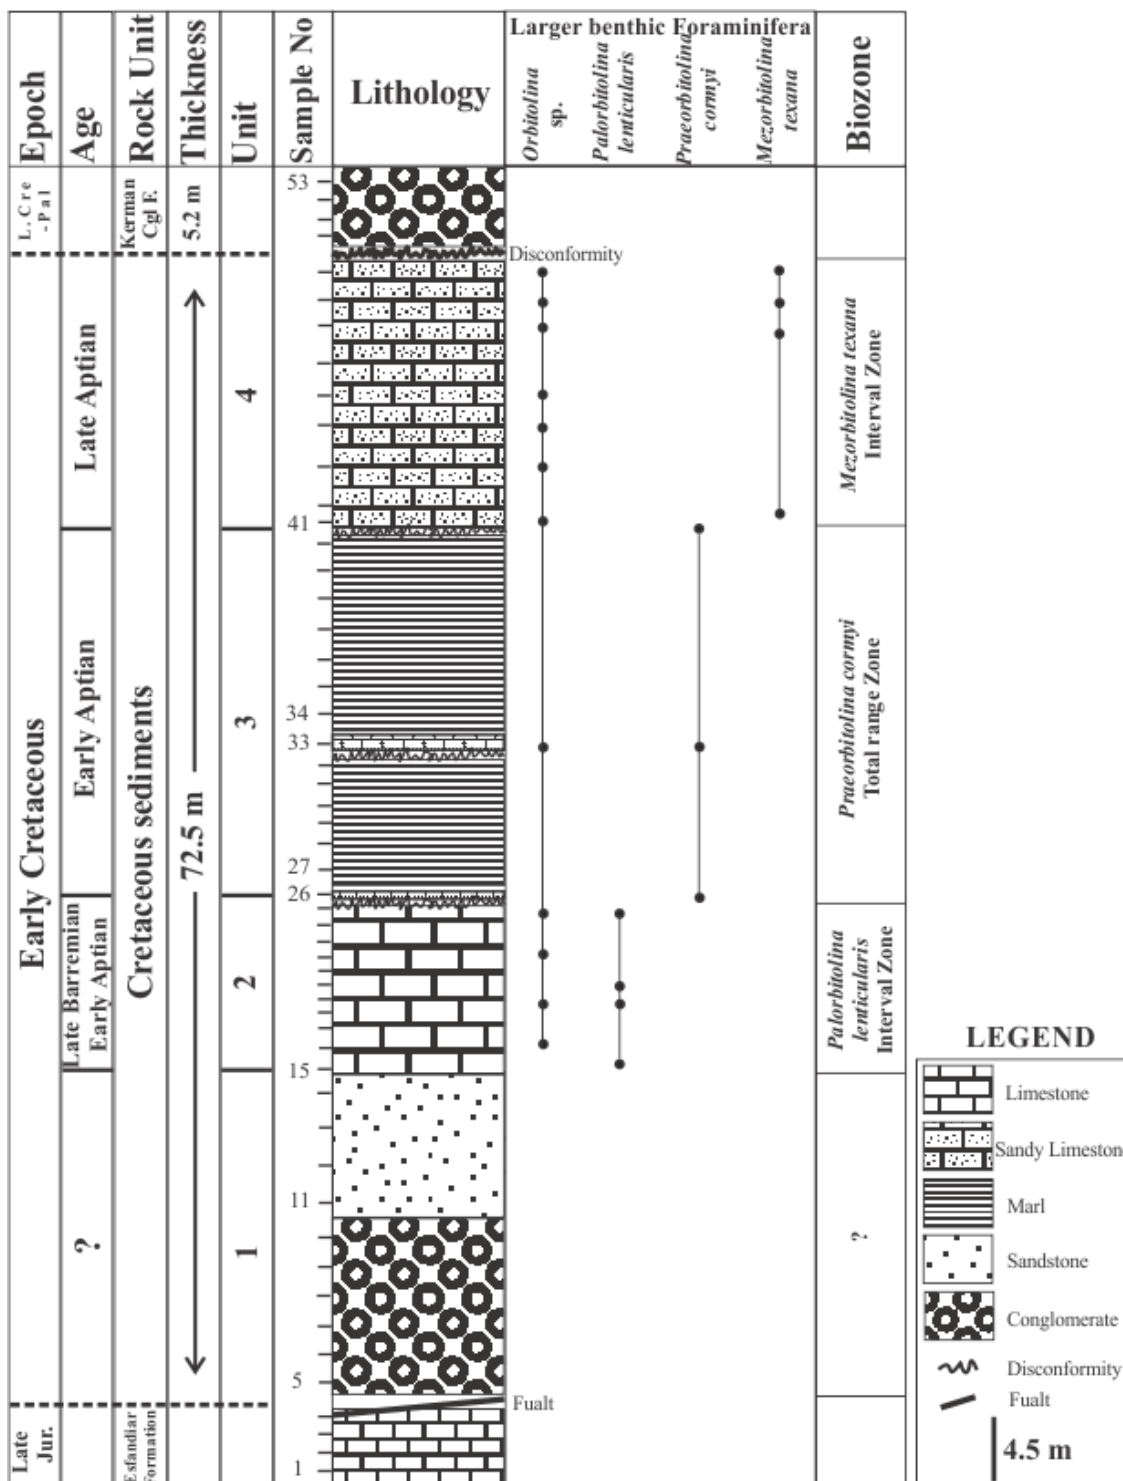 Epoch
Age
Rock Unit
Thickness
Unit
Sample No
Lithology
Larger benthic Foraminifera
Orbitolina
sp.
Palorbitolina
lenticularis
Praeorbitolina
cormyi
Mezorbitolina
texana
Biozone
L. Cre
-Pal
Kerman
Cgl F.
5.2 m
53
Disconformity
Early Cretaceous
Late Aptian
Early Aptian
Late Barremian
Early Aptian
?
Cretaceous sediments
72.5 m
4
3
2
1
41
34
33
27
26
15
11
5
1
Mezorbitolina texana
Interval Zone
Praeorbitolina cormyi
Total range Zone
Palorbitolina
lenticularis
Interval Zone
?
Fualt
Late
Jur.
Esfandiar
Formation
LEGEND
Limestone
Sandy Limeston
Marl
Sandstone
Conglomerate
Disconformity
Fualt
4.5 m